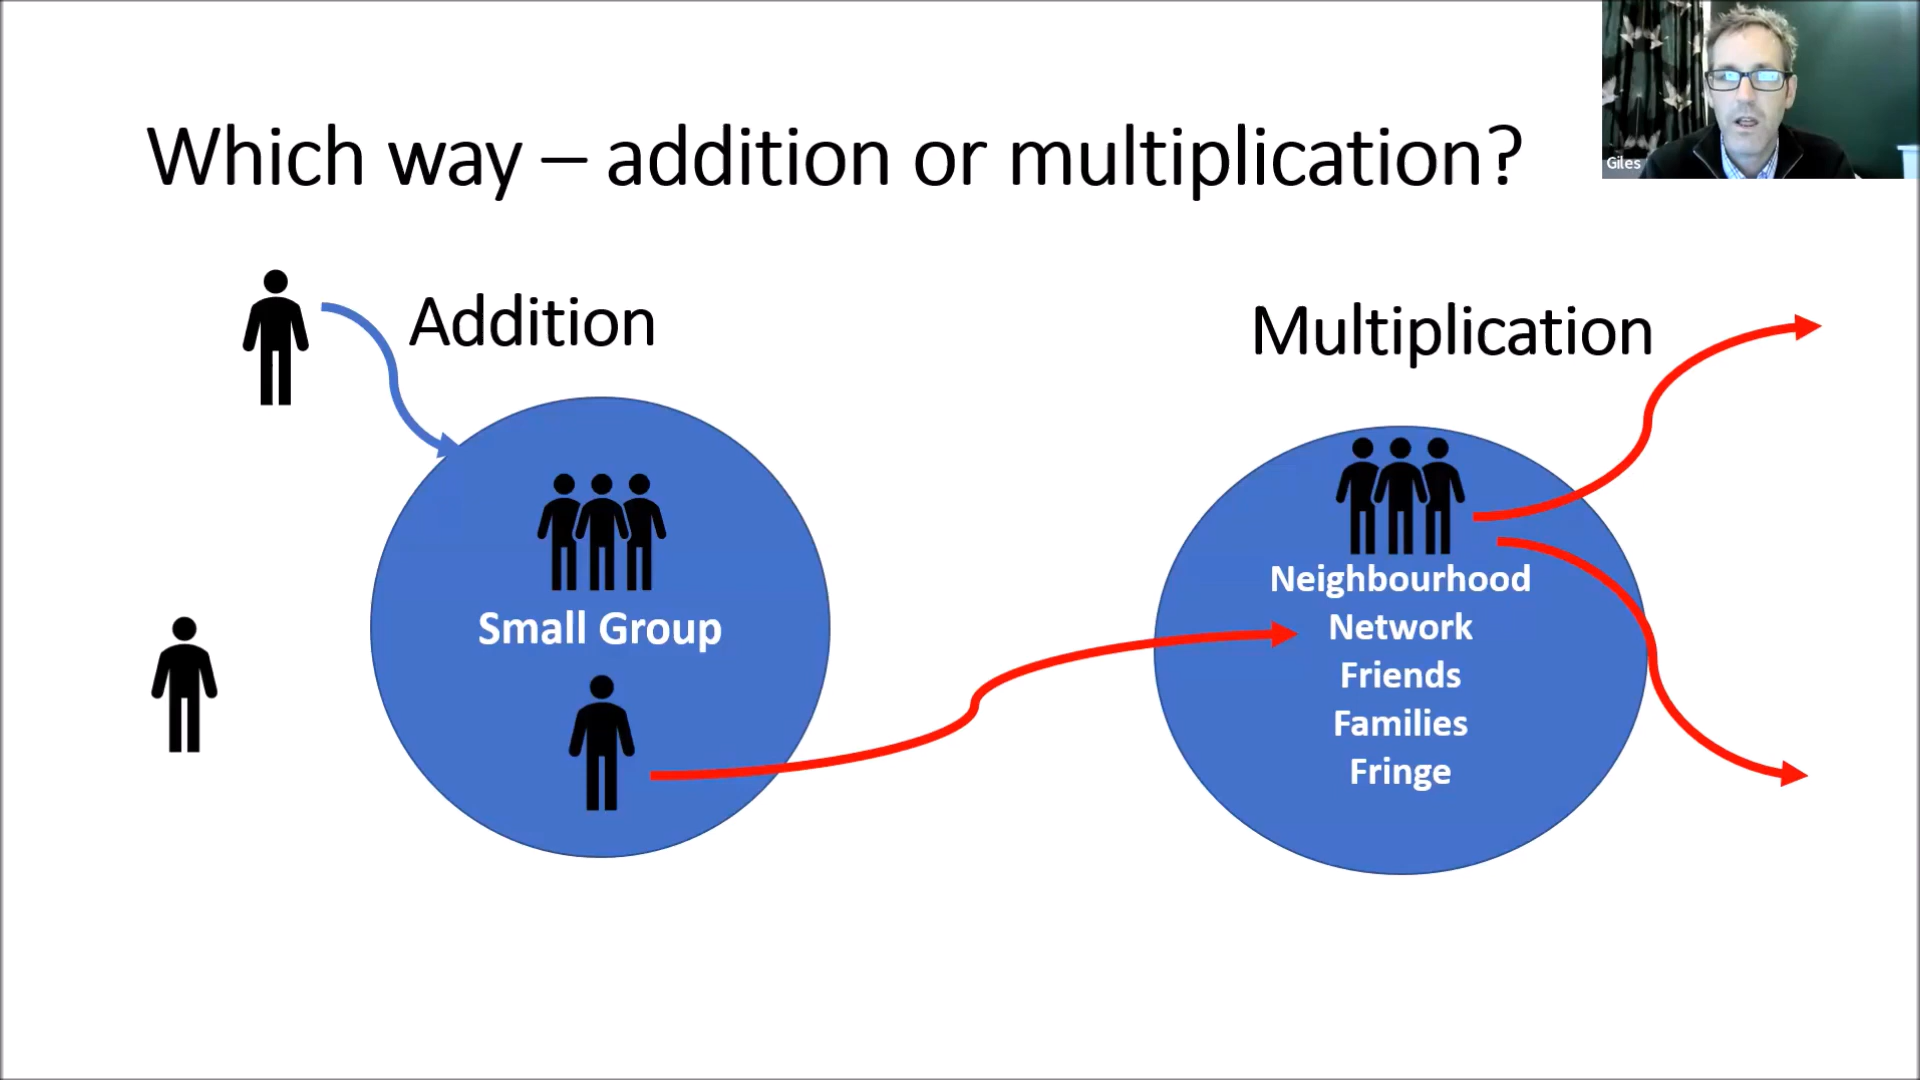 Which way – addition or multiplication?
Giles
Addition
Multiplication
Small Group
Neighbourhood
Network
Friends
Families
Fringe